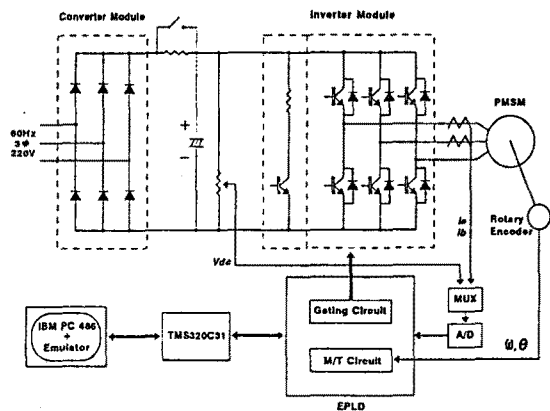 Converter Module
Inverter Module
60Hz
3φ
220V
+
−
PMSM
Rotary
Encoder
Vdc
ia
ib
MUX
A/D
ω,θ
Gating Circuit
M/T Circuit
EPLD
TMS320C31
IBM PC 486
+
Emulator